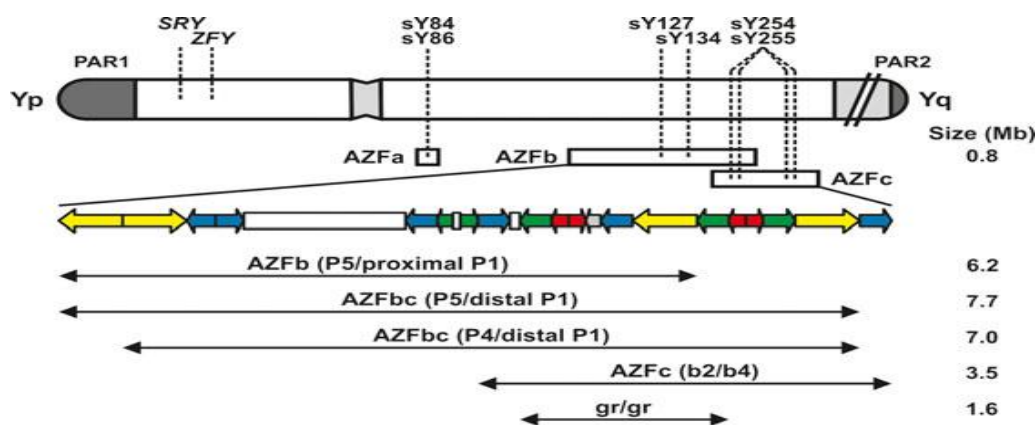 SRY ZFY sY84 sY127 sY254
sY86 sY134 sY255
PAR1 PAR2
Yp Yq
Size (Mb)
AZFa AZFb 0.8
AZFc
AZFb (P5/proximal P1) 6.2
AZFbc (P5/distal P1) 7.7
AZFbc (P4/distal P1) 7.0
AZFc (b2/b4) 3.5
gr/gr 1.6